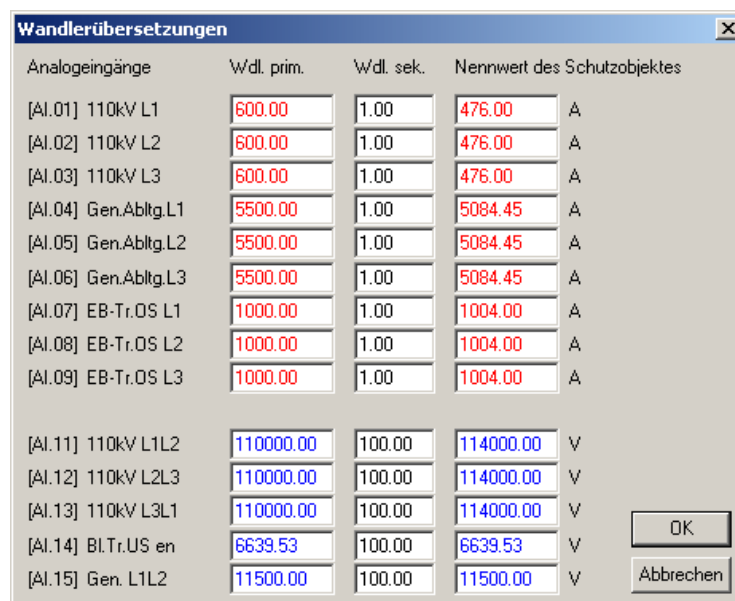 Wandlerübersetzungen
Analogeingänge Wdl. prim. Wdl. sek. Nennwert des Schutzobjektes
[AI.01] 110kV L1 600.00 1.00 476.00 A
[AI.02] 110kV L2 600.00 1.00 476.00 A
[AI.03] 110kV L3 600.00 1.00 476.00 A
[AI.04] Gen.Abltg.L1 5500.00 1.00 5084.45 A
[AI.05] Gen.Abltg.L2 5500.00 1.00 5084.45 A
[AI.06] Gen.Abltg.L3 5500.00 1.00 5084.45 A
[AI.07] EB-Tr.OS L1 1000.00 1.00 1004.00 A
[AI.08] EB-Tr.OS L2 1000.00 1.00 1004.00 A
[AI.09] EB-Tr.OS L3 1000.00 1.00 1004.00 A
[AI.11] 110kV L1L2 110000.00 100.00 114000.00 V
[AI.12] 110kV L2L3 110000.00 100.00 114000.00 V
[AI.13] 110kV L3L1 110000.00 100.00 114000.00 V
[AI.14] Bl.Tr.US en 6639.53 100.00 6639.53 V
[AI.15] Gen. L1L2 11500.00 100.00 11500.00 V
OK
Abbrechen